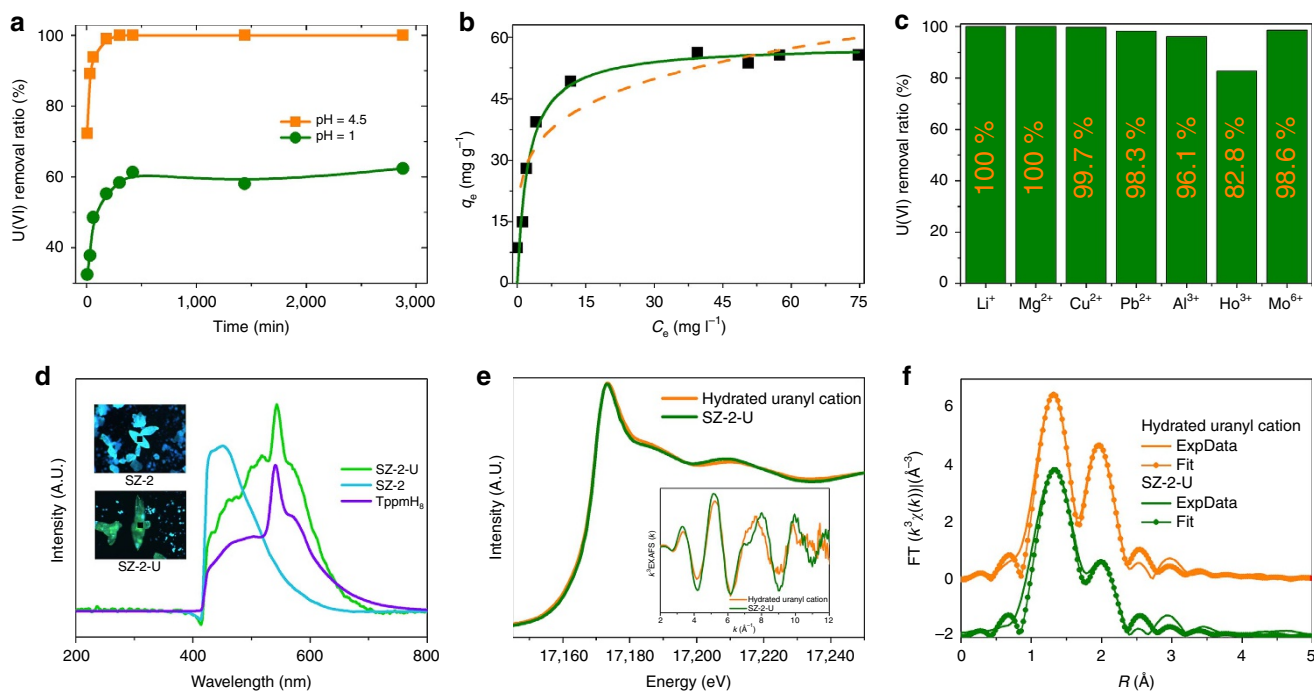 a
U(VI) removal ratio (%)
100
80
60
40
pH = 4.5
pH = 1
0
1,000
2,000
3,000
Time (min)
b
qe (mg g⁻¹)
60
45
30
15
0
0
15
30
45
60
75
Ce (mg l⁻¹)
c
U(VI) removal ratio (%)
100
80
60
40
20
0
100 %
100 %
99.7 %
98.3 %
96.1 %
82.8 %
98.6 %
Li⁺
Mg²⁺
Cu²⁺
Pb²⁺
Al³⁺
Ho³⁺
Mo⁶⁺
d
Intensity (A.U.)
SZ-2
SZ-2-U
SZ-2-U
SZ-2
TppmH₈
200
400
600
800
Wavelength (nm)
e
Intensity (A.U.)
Hydrated uranyl cation
SZ-2-U
k³EXAFS (k)
Hydrated uranyl cation
SZ-2-U
2
4
6
8
10
12
k (Å⁻¹)
17,160
17,180
17,200
17,220
17,240
Energy (eV)
f
FT (k³χ(k))|(Å⁻³)
6
4
2
0
–2
Hydrated uranyl cation
ExpData
Fit
SZ-2-U
ExpData
Fit
0
1
2
3
4
5
R (Å)